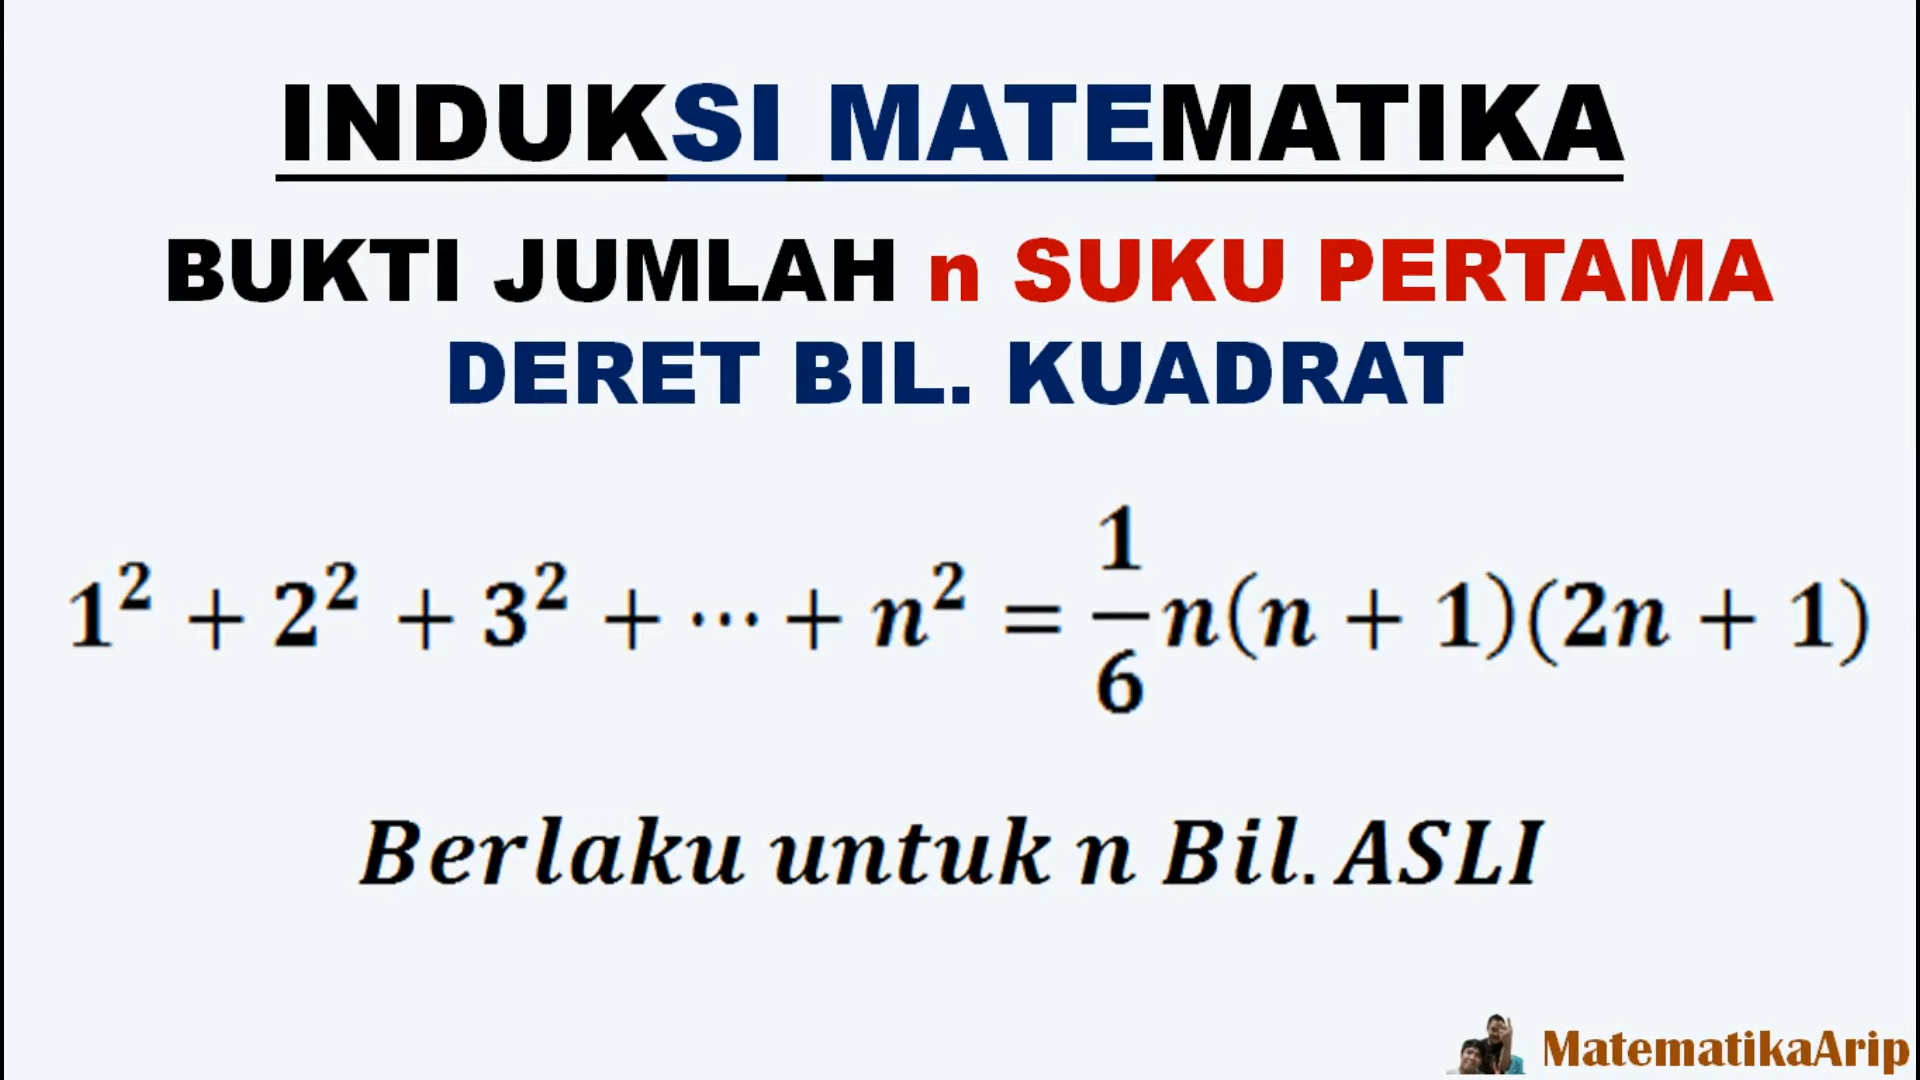 INDUKSI MATEMATIKA
BUKTI JUMLAH n SUKU PERTAMA
DERET BIL. KUADRAT
1² + 2² + 3² + ⋯ + n² = 1/6 n(n + 1)(2n + 1)
Berlaku untuk n Bil. ASLI
MatematikaArip